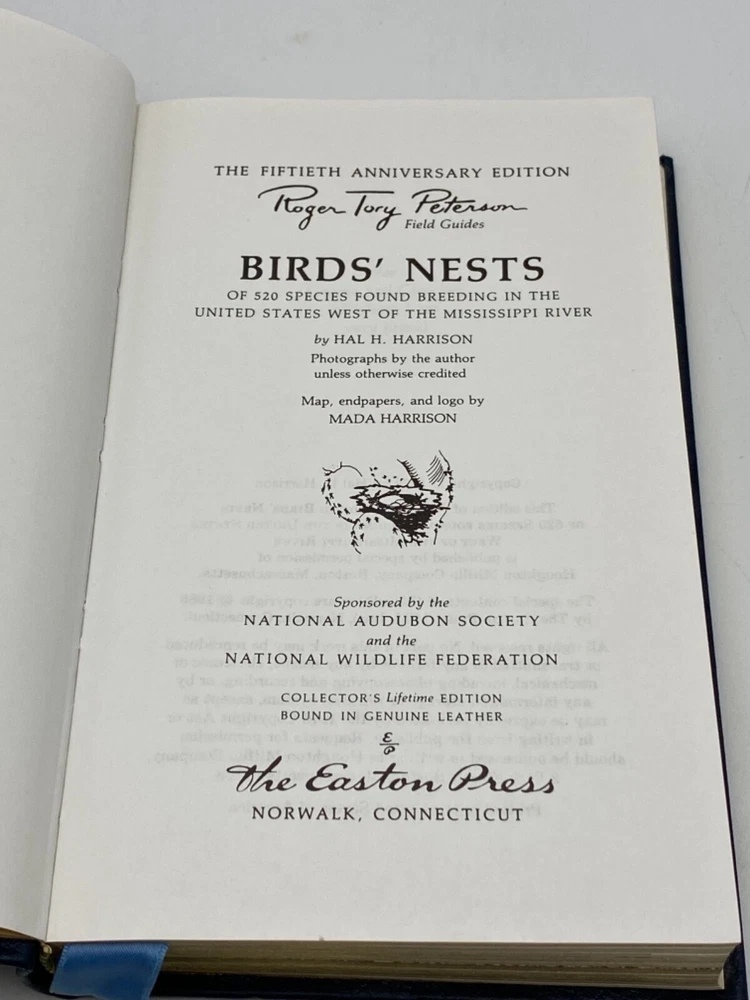 THE FIFTIETH ANNIVERSARY EDITION
Roger Tory Peterson
Field Guides
BIRDS' NESTS
OF 520 SPECIES FOUND BREEDING IN THE
UNITED STATES WEST OF THE MISSISSIPPI RIVER
by HAL H. HARRISON
Photographs by the author
unless otherwise credited
Map, endpapers, and logo by
MADA HARRISON
Sponsored by the
NATIONAL AUDUBON SOCIETY
and the
NATIONAL WILDLIFE FEDERATION
COLLECTOR'S Lifetime EDITION
BOUND IN GENUINE LEATHER
E
P
The Easton Press
NORWALK, CONNECTICUT